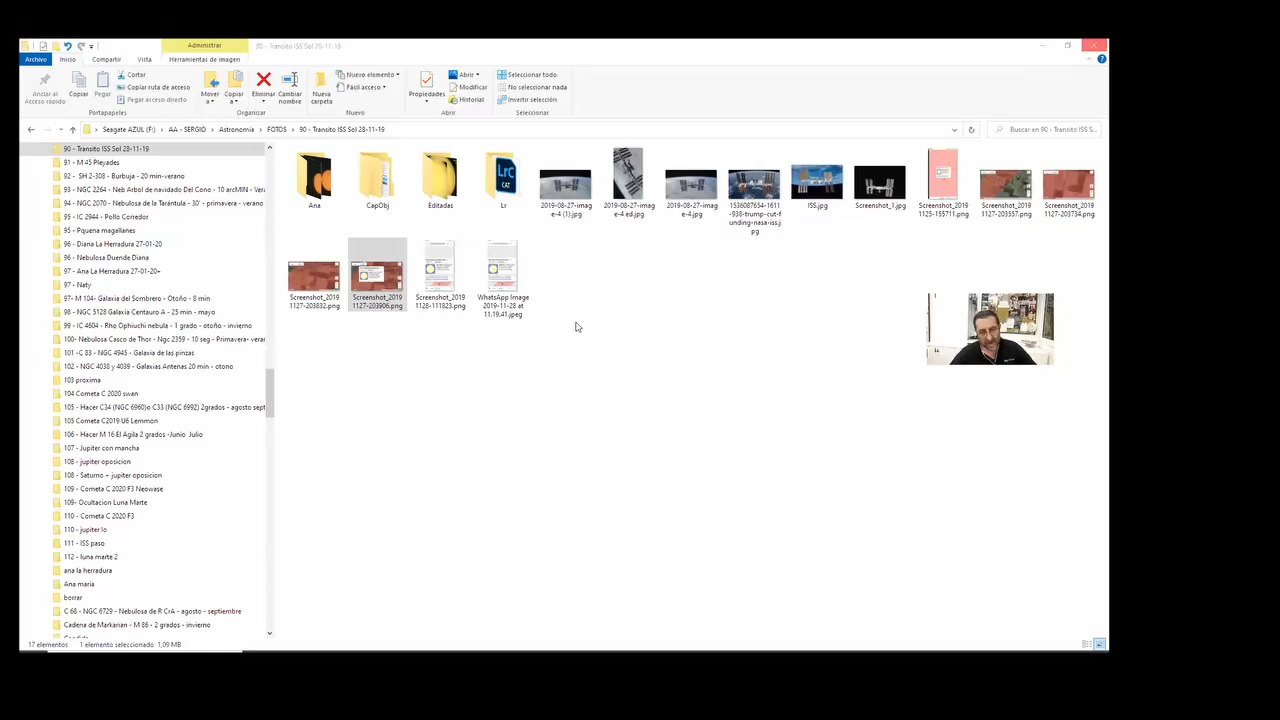 Administrar
90 - Transito ISS Sol 28-11-19
Archivo
Inicio
Compartir
Vista
Herramientas de imagen
Anclar al
Acceso rápido
Copiar
Pegar
Cortar
Copiar ruta de acceso
Pegar acceso directo
Portapapeles
Mover
a
Copiar
a
Eliminar
Cambiar
nombre
Organizar
Nueva
carpeta
Nuevo elemento
Fácil acceso
Nuevo
Propiedades
Abrir
Modificar
Historial
Abrir
Seleccionar todo
No seleccionar nada
Invertir selección
Seleccionar
Seagate AZUL (F:) > AA - SERGIO > Astronomia > FOTOS > 90 - Transito ISS Sol 28-11-19
Buscar en 90 - Transito ISS S...
90 - Transito ISS Sol 28-11-19
91 - M 45 Pleyades
92 - SH 2-308 - Burbuja - 20 min-verano
93 - NGC 2264 - Neb Arbol de navidad Del Cono - 10 arcMIN - Vera
94 - NGC 2070 - Nebulosa de la Tarántula - 30' - primavera - verano
95 - IC 2944 - Pollo Corredor
95 - Pquena magallanes
96 - Diana La Herradura 27-01-20
96 - Nebulosa Duende Diana
97 - Ana La Herradura 27-01-20+
97 - Naty
97- M 104- Galaxia del Sombrero - Otoño - 8 min
98 - NGC 5128 Galaxia Centauro A - 25 min - mayo
99 - IC 4604 - Rho Ophiuchi nebula - 1 grado - otoño - invierno
100- Nebulosa Casco de Thor - Ngc 2359 - 10 seg - Primavera- verar
101 -C 83 - NGC 4945 - Galaxia de las pinzas
102 - NGC 4038 y 4039 - Galaxias Antenas 20 min - otono
103 proxima
104 Cometa C 2020 swan
105 - Hacer C34 (NGC 6960)o C33 (NGC 6992) 2grados - agosto sept
105 Cometa C2019 U6 Lemmon
106 - Hacer M 16 El Agila 2 grados -Junio Julio
107 - Jupiter con mancha
108 - jupiter oposicion
108 - Saturno + jupiter oposicion
109 - Cometa C 2020 F3 Neowase
109- Ocultacion Luna Marte
110 - Cometa C 2020 F3
110 - jupiter Io
111 - ISS paso
112 - luna marte 2
ana la herradura
Ana maria
borrar
C 68 - NGC 6729 - Nebulosa de R CrA - agosto - septiembre
Cadena de Markarian - M 86 - 2 grados - invierno
Ana
CapObj
Editadas
LrC
CAT
Lr
2019-08-27-imag
e-4 (1).jpg
2019-08-27-imag
e-4 ed.jpg
2019-08-27-imag
e-4.jpg
1536087654-1611
-938-trump-cut-f
unding-nasa-iss.j
pg
ISS.jpg
Screenshot_1.jpg
Screenshot_2019
1125-155711.png
Screenshot_2019
1127-203557.png
Screenshot_2019
1127-203734.png
Screenshot_2019
1127-203832.png
Screenshot_2019
1127-203906.png
Screenshot_2019
1128-111823.png
WhatsApp Image
2019-11-28 at
11.19.41.jpeg
17 elementos
1 elemento seleccionado 1,09 MB